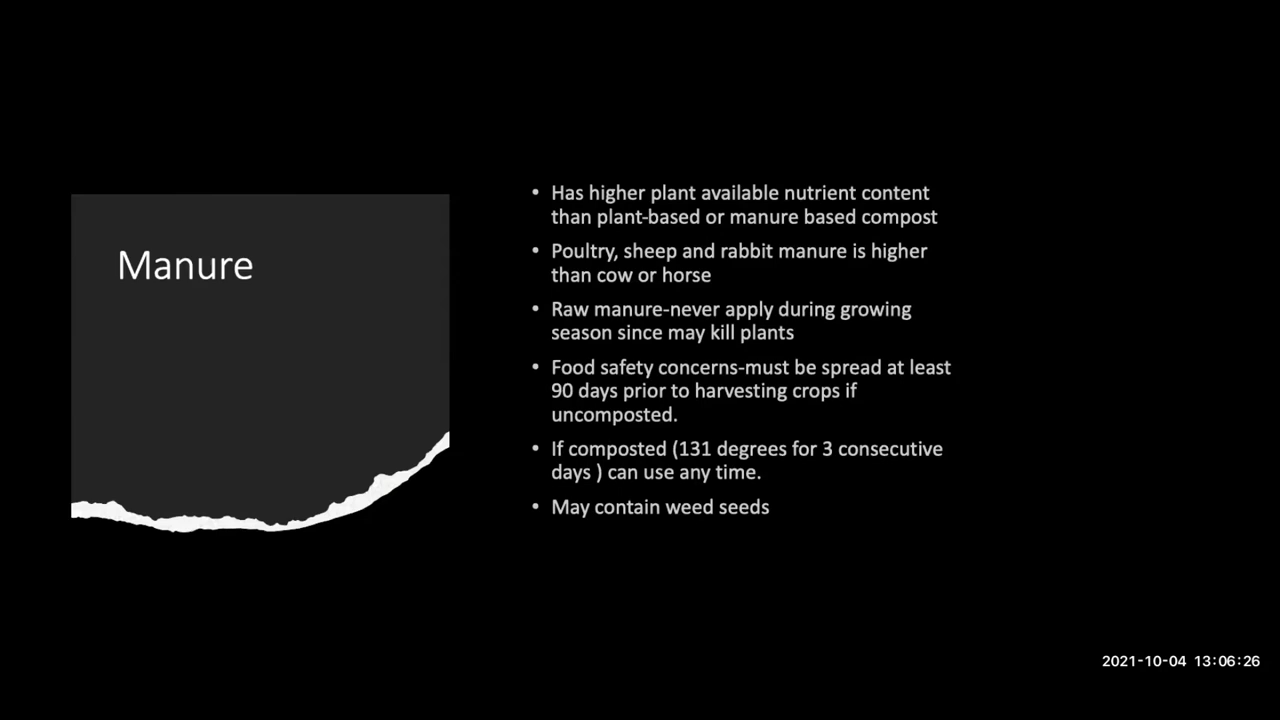 Manure
• Has higher plant available nutrient content
than plant-based or manure based compost
• Poultry, sheep and rabbit manure is higher
than cow or horse
• Raw manure-never apply during growing
season since may kill plants
• Food safety concerns-must be spread at least
90 days prior to harvesting crops if
uncomposted.
• If composted (131 degrees for 3 consecutive
days ) can use any time.
• May contain weed seeds
2021-10-04 13:06:26